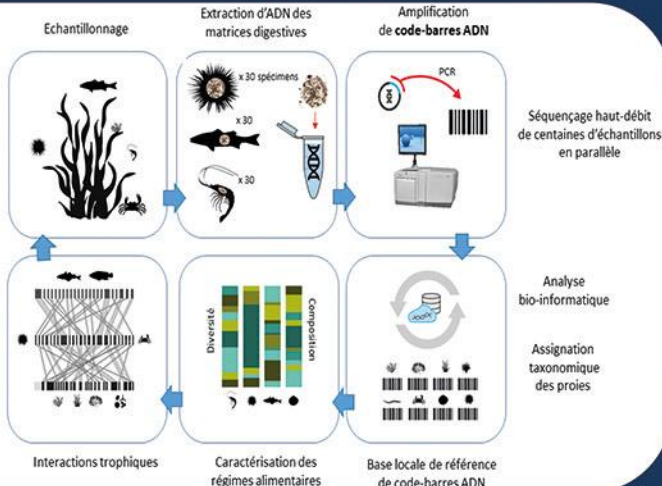 Echantillonnage
Extraction d'ADN des
matrices digestives
Amplification
de code-barres ADN
x 30 spécimens
x 30
x 30
PCR
Séquençage haut-débit
de centaines d'échantillons
en parallèle
Diversité
Composition
Analyse
bio-informatique
Assignation
taxonomique
des proies
Interactions trophiques
Caractérisation des
régimes alimentaires
Base locale de référence
de code-barres ADN